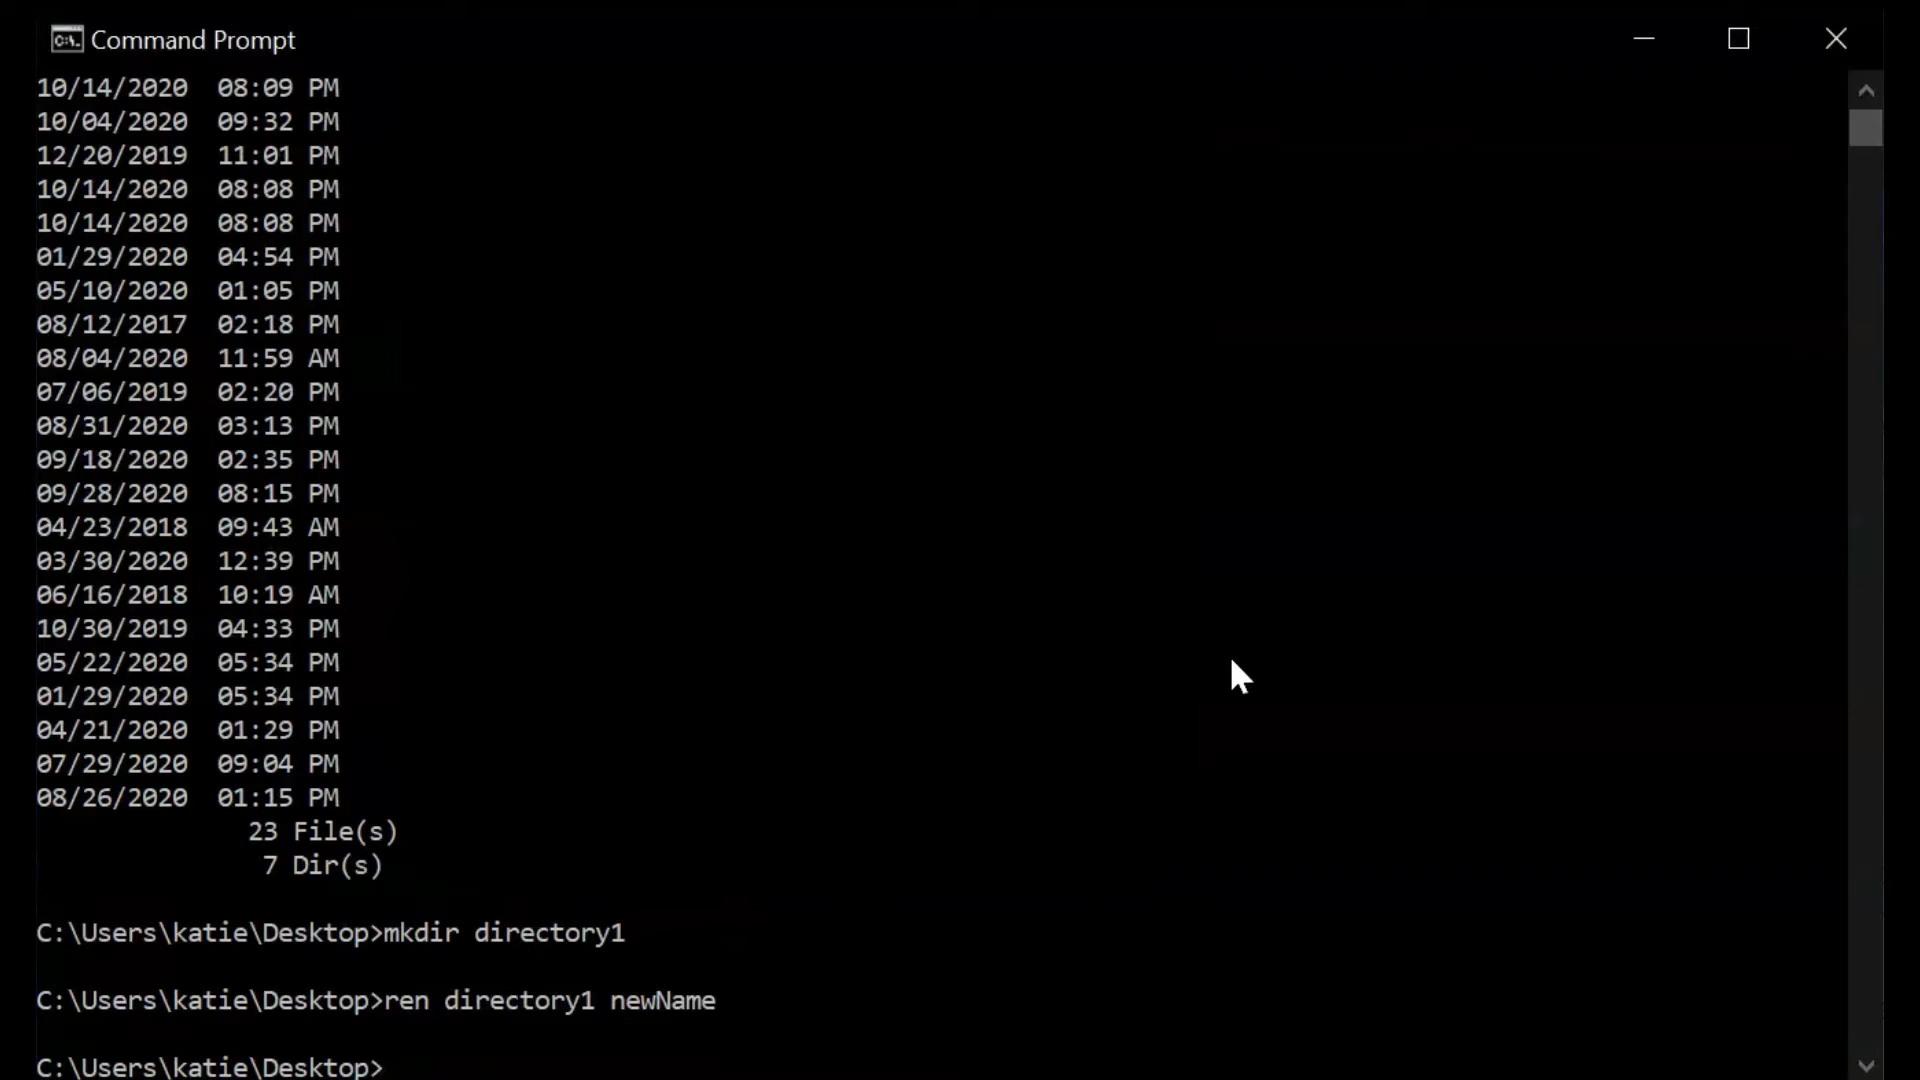 Command Prompt
10/14/2020  08:09 PM
10/04/2020  09:32 PM
12/20/2019  11:01 PM
10/14/2020  08:08 PM
10/14/2020  08:08 PM
01/29/2020  04:54 PM
05/10/2020  01:05 PM
08/12/2017  02:18 PM
08/04/2020  11:59 AM
07/06/2019  02:20 PM
08/31/2020  03:13 PM
09/18/2020  02:35 PM
09/28/2020  08:15 PM
04/23/2018  09:43 AM
03/30/2020  12:39 PM
06/16/2018  10:19 AM
10/30/2019  04:33 PM
05/22/2020  05:34 PM
01/29/2020  05:34 PM
04/21/2020  01:29 PM
07/29/2020  09:04 PM
08/26/2020  01:15 PM
23 File(s)
7 Dir(s)
C:\Users\katie\Desktop>mkdir directory1
C:\Users\katie\Desktop>ren directory1 newName
C:\Users\katie\Desktop>